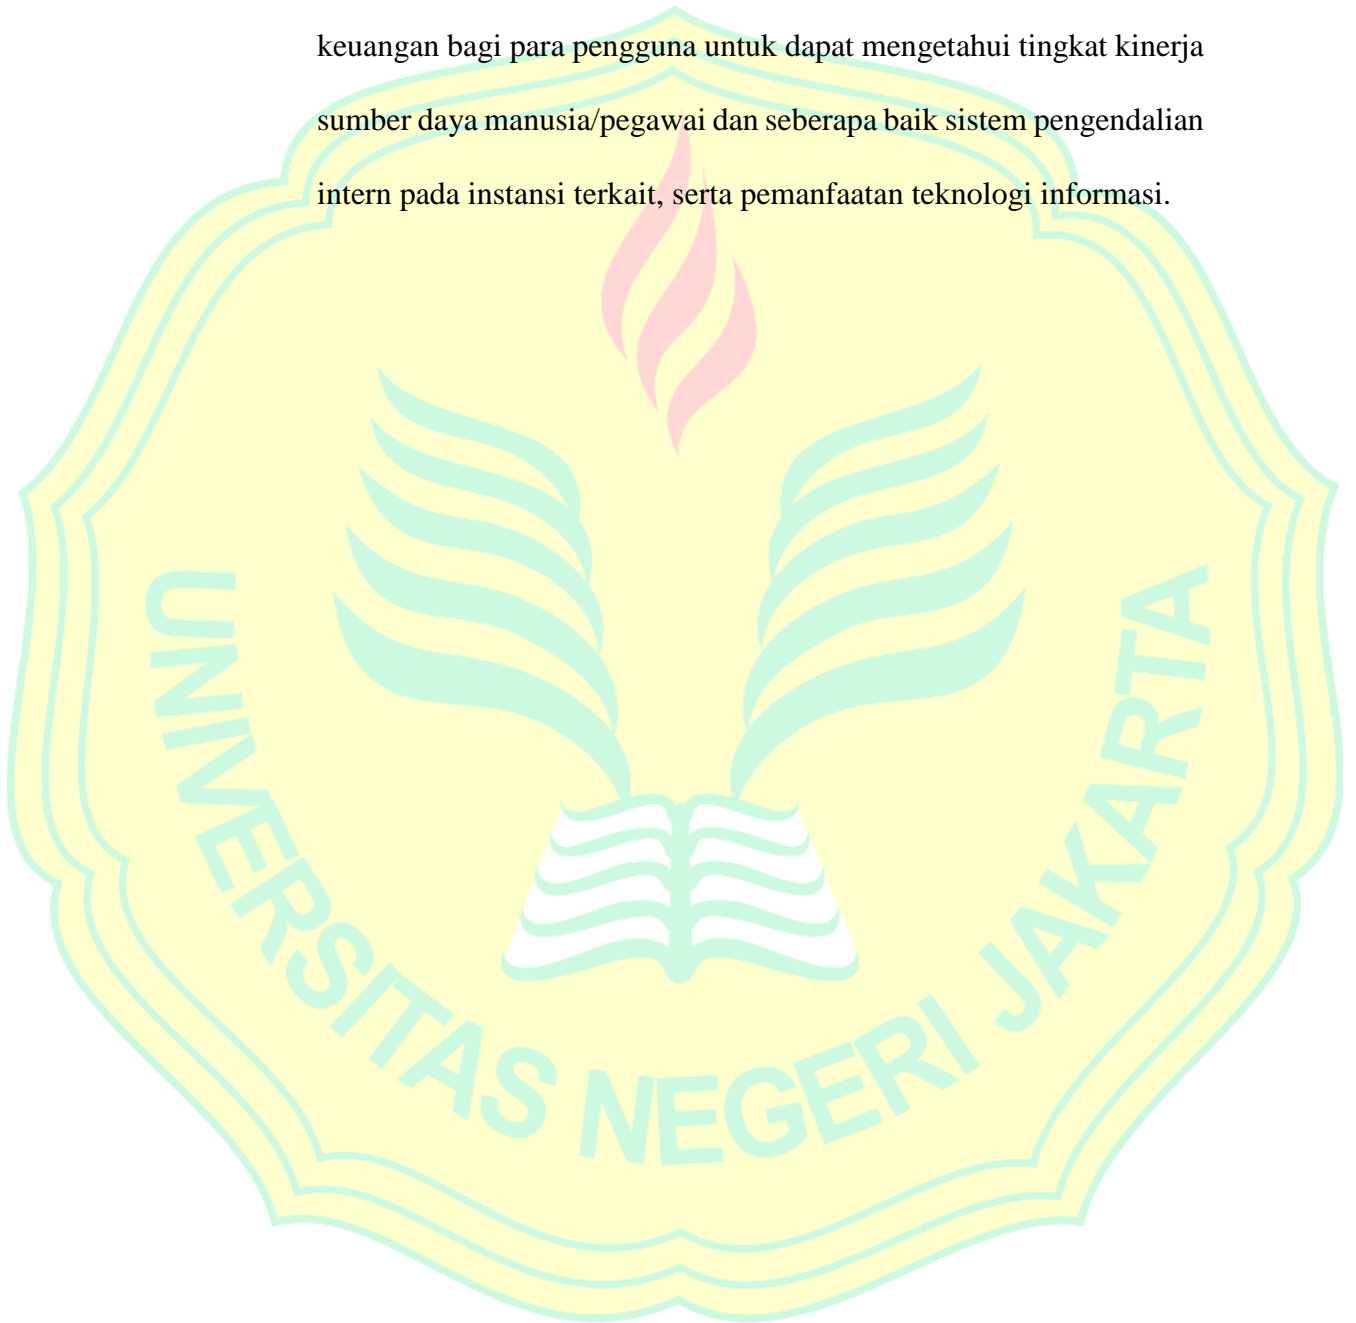 keuangan bagi para pengguna untuk dapat mengetahui tingkat kinerja
sumber daya manusia/pegawai dan seberapa baik sistem pengendalian
intern pada instansi terkait, serta pemanfaatan teknologi informasi.
UNIVERSITAS NEGERI JAKARTA